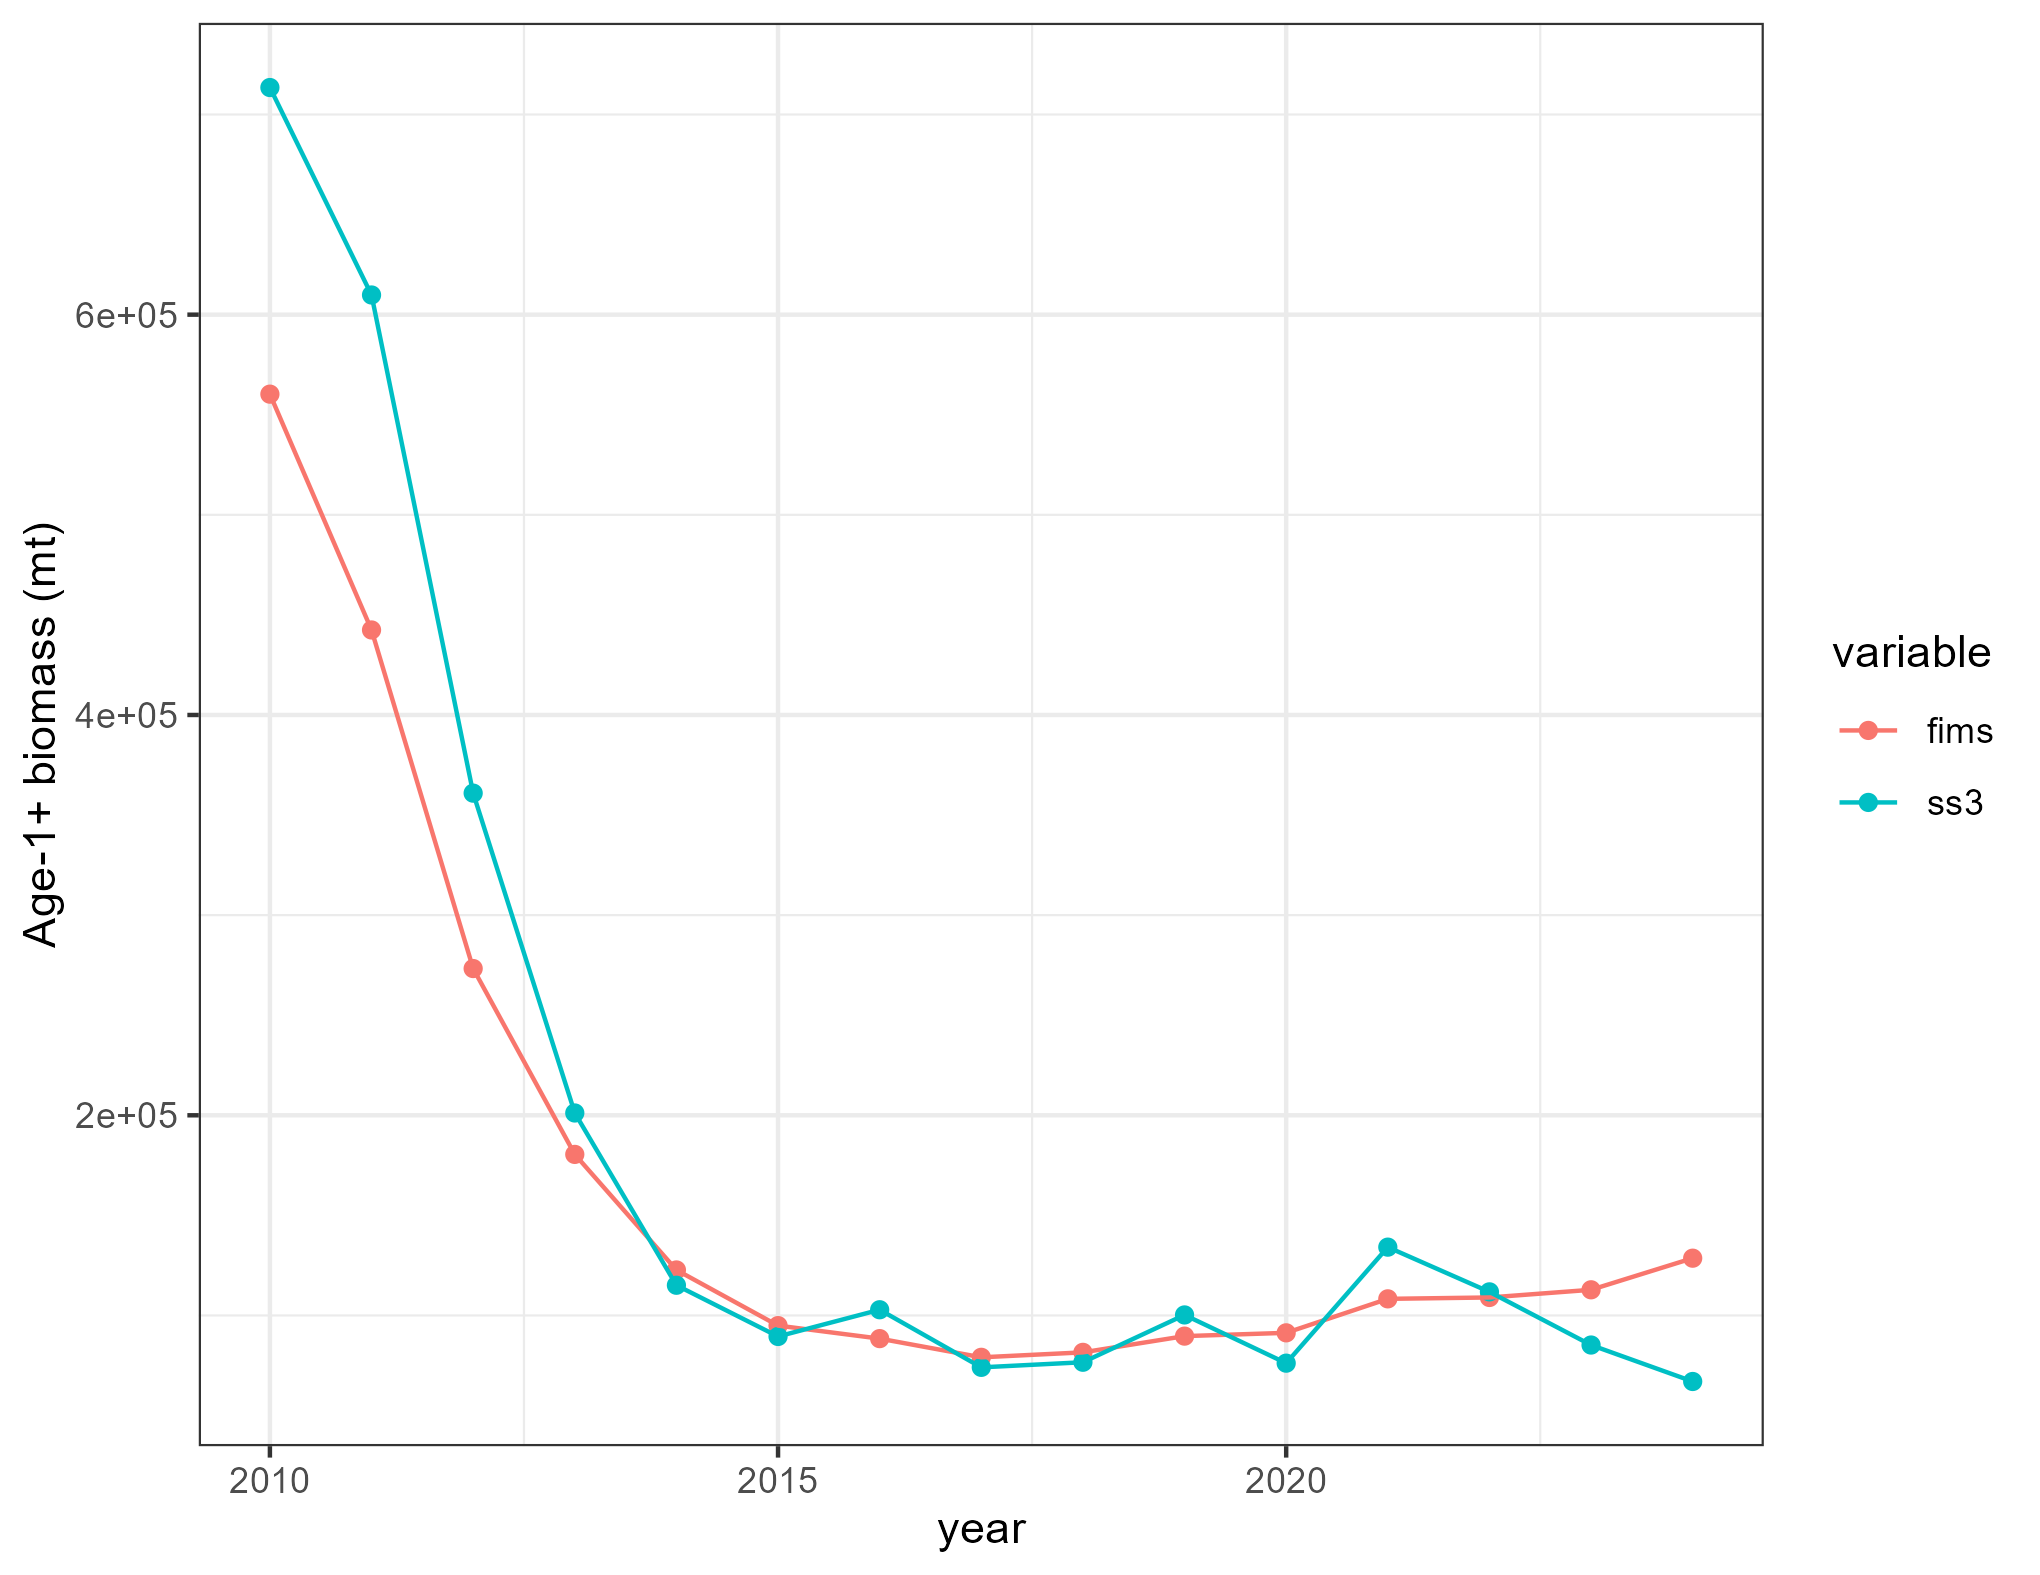 6e+05
4e+05
2e+05
Age-1+ biomass (mt)
2010
2015
2020
year
variable
fims
ss3